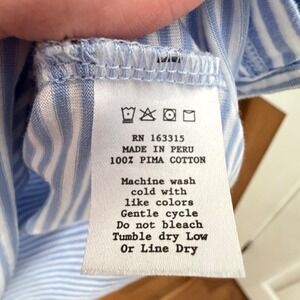 RN 163315
MADE IN PERU
100% PIMA COTTON
Machine wash
cold with
like colors
Gentle cycle
Do not bleach
Tumble dry Low
Or Line Dry